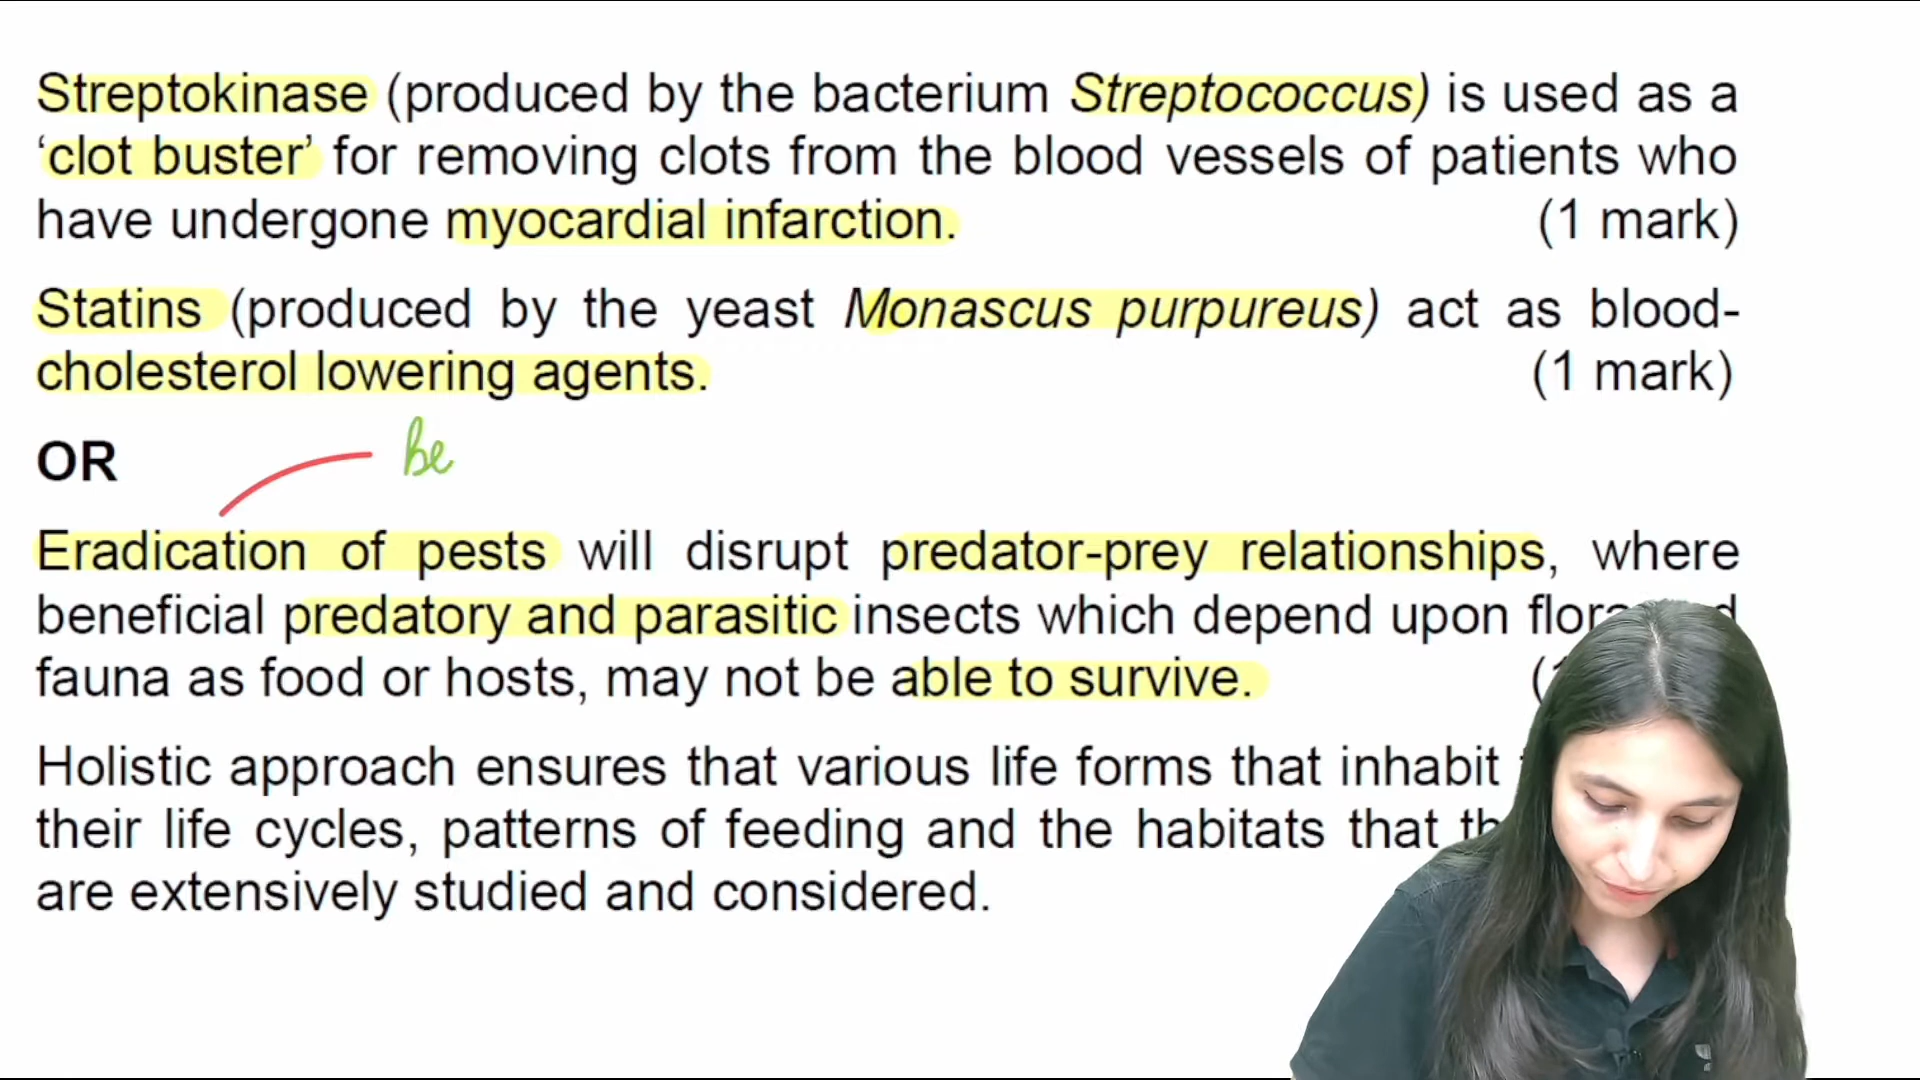 Streptokinase (produced by the bacterium Streptococcus) is used as a
‘clot buster’ for removing clots from the blood vessels of patients who
have undergone myocardial infarction. (1 mark)
Statins (produced by the yeast Monascus purpureus) act as blood-
cholesterol lowering agents. (1 mark)
be
OR
Eradication of pests will disrupt predator-prey relationships, where
beneficial predatory and parasitic insects which depend upon
fauna as food or hosts, may not be able to survive.
Holistic approach ensures that various life forms that inhabit
their life cycles, patterns of feeding and the habitats that
are extensively studied and considered.